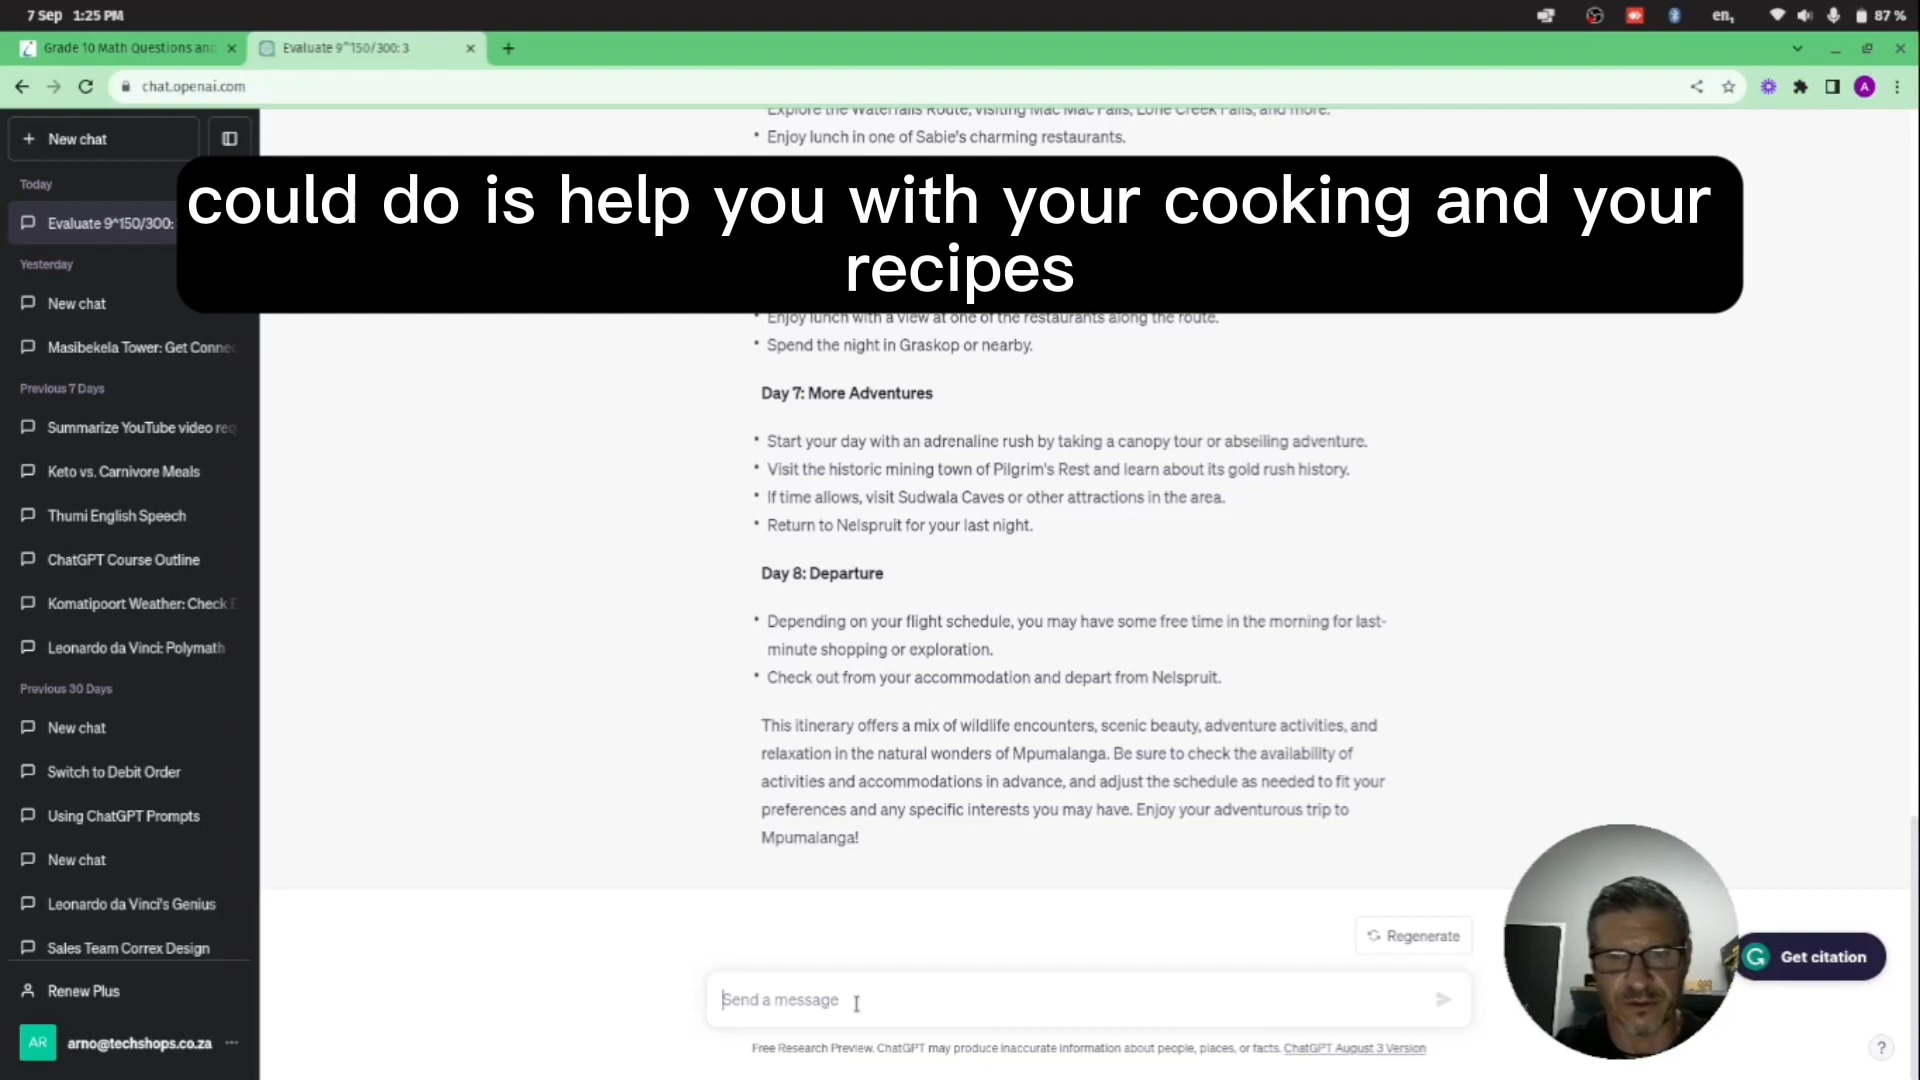 7 Sep 1:25 PM
en,
87 %
Grade 10 Math Questions and
Evaluate 9^150/300: 3
chat.openai.com
A
New chat
Today
Evaluate 9^150/300:
Yesterday
New chat
Masibekela Tower: Get Connec
Previous 7 Days
Summarize YouTube video req
Keto vs. Carnivore Meals
Thumi English Speech
ChatGPT Course Outline
Komatipoort Weather: Check E
Leonardo da Vinci: Polymath
Previous 30 Days
New chat
Switch to Debit Order
Using ChatGPT Prompts
New chat
Leonardo da Vinci's Genius
Sales Team Correx Design
Renew Plus
AR arno@techshops.co.za
Explore the Waterfalls Route, visiting Mac Mac Falls, Lone Creek Falls, and more.
• Enjoy lunch in one of Sabie's charming restaurants.
could do is help you with your cooking and your
recipes
• Enjoy lunch with a view at one of the restaurants along the route.
• Spend the night in Graskop or nearby.
Day 7: More Adventures
• Start your day with an adrenaline rush by taking a canopy tour or abseiling adventure.
• Visit the historic mining town of Pilgrim's Rest and learn about its gold rush history.
• If time allows, visit Sudwala Caves or other attractions in the area.
• Return to Nelspruit for your last night.
Day 8: Departure
• Depending on your flight schedule, you may have some free time in the morning for last-
minute shopping or exploration.
• Check out from your accommodation and depart from Nelspruit.
This itinerary offers a mix of wildlife encounters, scenic beauty, adventure activities, and
relaxation in the natural wonders of Mpumalanga. Be sure to check the availability of
activities and accommodations in advance, and adjust the schedule as needed to fit your
preferences and any specific interests you may have. Enjoy your adventurous trip to
Mpumalanga!
Regenerate
Get citation
Send a message
Free Research Preview. ChatGPT may produce inaccurate information about people, places, or facts. ChatGPT August 3 Version
?